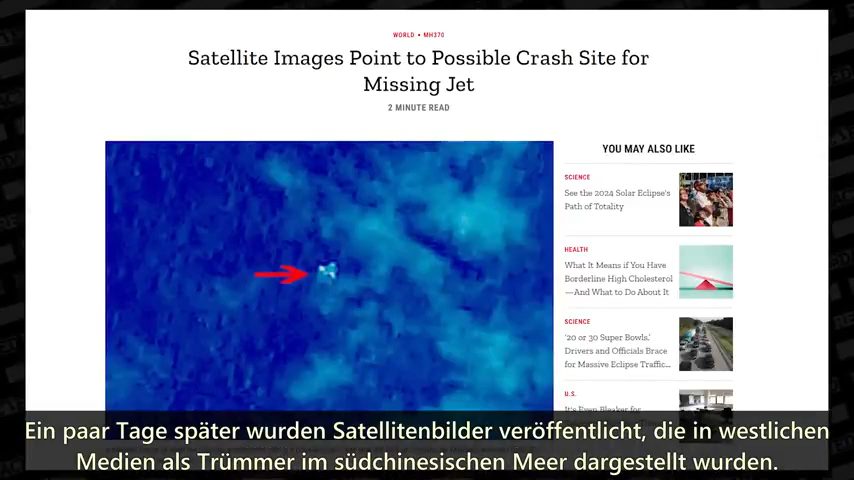 WORLD • MH370
Satellite Images Point to Possible Crash Site for
Missing Jet
2 MINUTE READ
YOU MAY ALSO LIKE
SCIENCE
See the 2024 Solar Eclipse's
Path of Totality
HEALTH
What It Means if You Have
Borderline High Cholesterol
—And What to Do About It
SCIENCE
'20 or 30 Super Bowls.'
Drivers and Officials Brace
for Massive Eclipse Traffic...
U.S.
It's Even Bleaker for
Ein paar Tage später wurden Satellitenbilder veröffentlicht, die in westlichen
Medien als Trümmer im südchinesischen Meer dargestellt wurden.